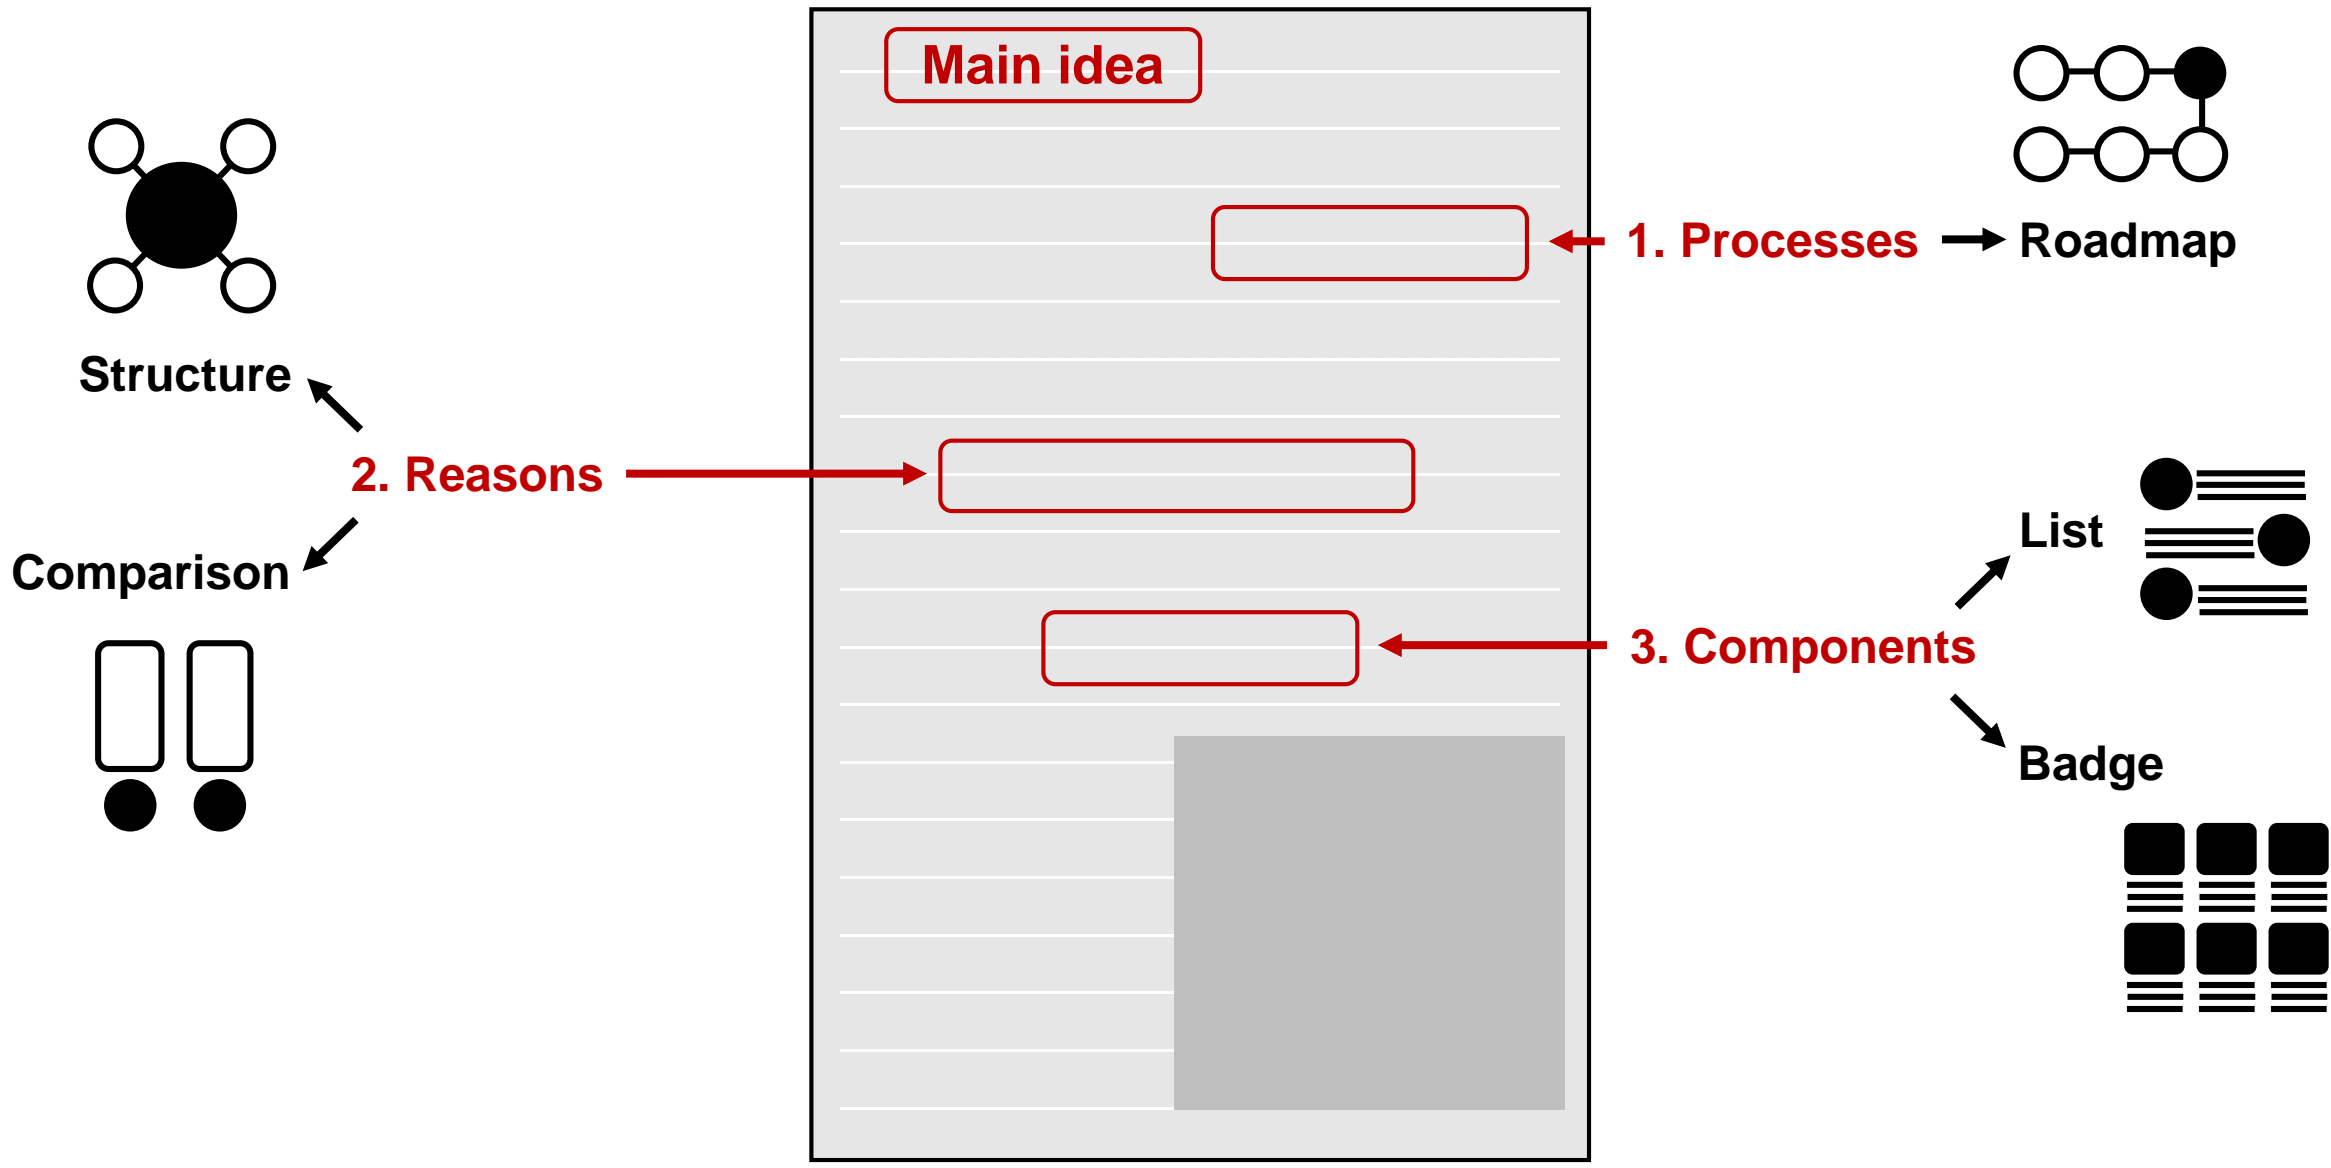 Main idea
1. Processes
Roadmap
Structure
2. Reasons
Comparison
List
3. Components
Badge